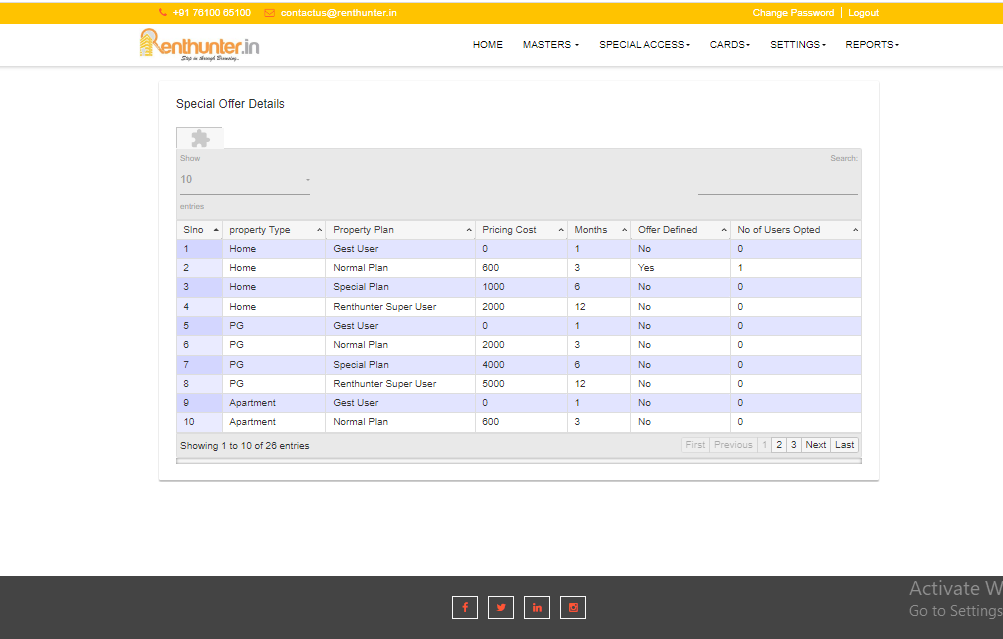 +91 76100 65100 contactus@renthunter.in Change Password Logout
Renthunter.in
Step in through Browsing..
HOME MASTERS SPECIAL ACCESS CARDS SETTINGS REPORTS
Special Offer Details
Show Search:
10
entries
Slno property Type Property Plan Pricing Cost Months Offer Defined No of Users Opted
1 Home Gest User 0 1 No 0
2 Home Normal Plan 600 3 Yes 1
3 Home Special Plan 1000 6 No 0
4 Home Renthunter Super User 2000 12 No 0
5 PG Gest User 0 1 No 0
6 PG Normal Plan 2000 3 No 0
7 PG Special Plan 4000 6 No 0
8 PG Renthunter Super User 5000 12 No 0
9 Apartment Gest User 0 1 No 0
10 Apartment Normal Plan 600 3 No 0
Showing 1 to 10 of 26 entries First Previous 1 2 3 Next Last
Activate W
Go to Settings